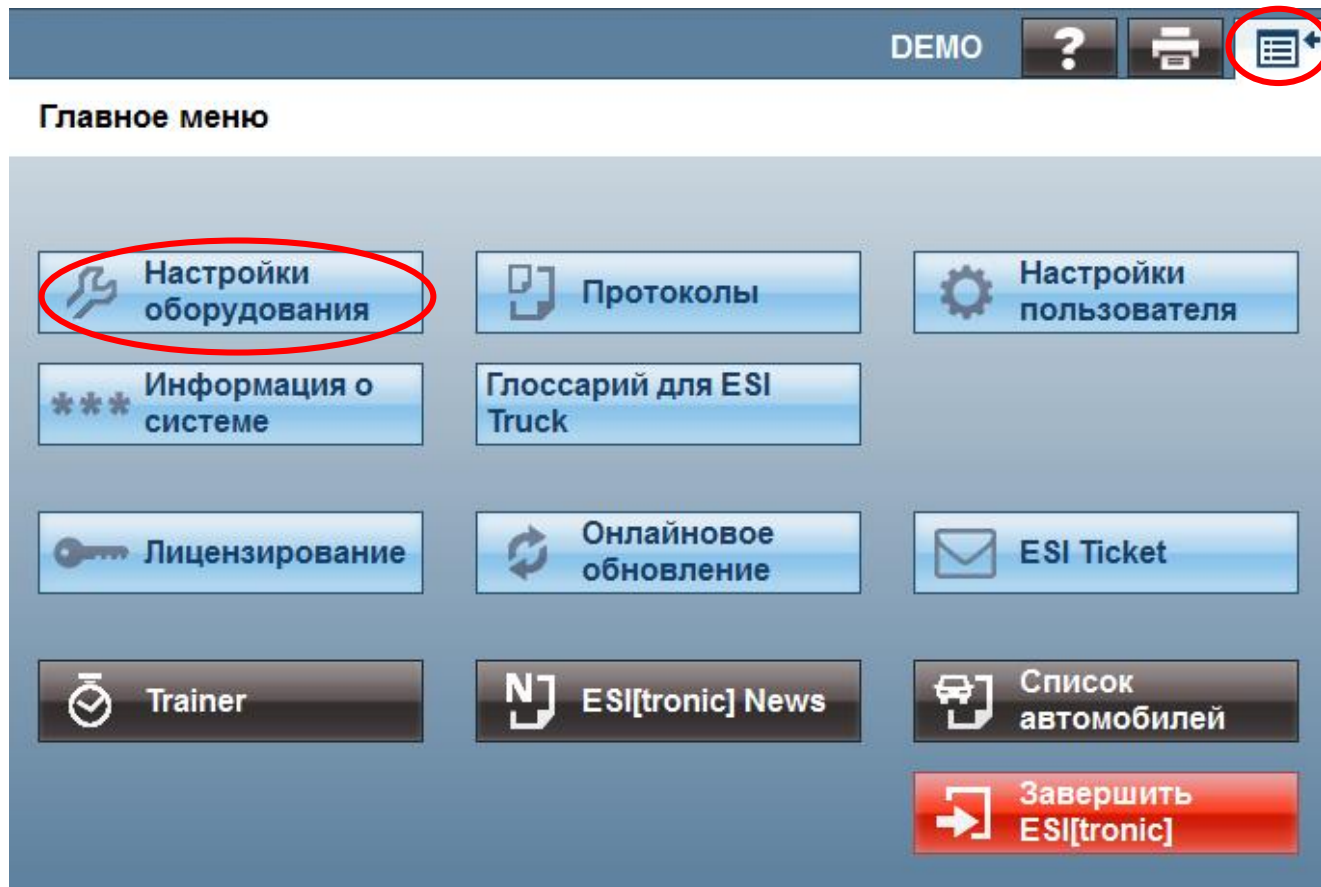 DEMO ?
Главное меню
Настройки
оборудования
Протоколы
Настройки
пользователя
*** Информация о
системе
Глоссарий для ESI
Truck
Лицензирование
Онлайновое
обновление
ESI Ticket
Trainer
N ESI[tronic] News
Список
автомобилей
Завершить
ESI[tronic]